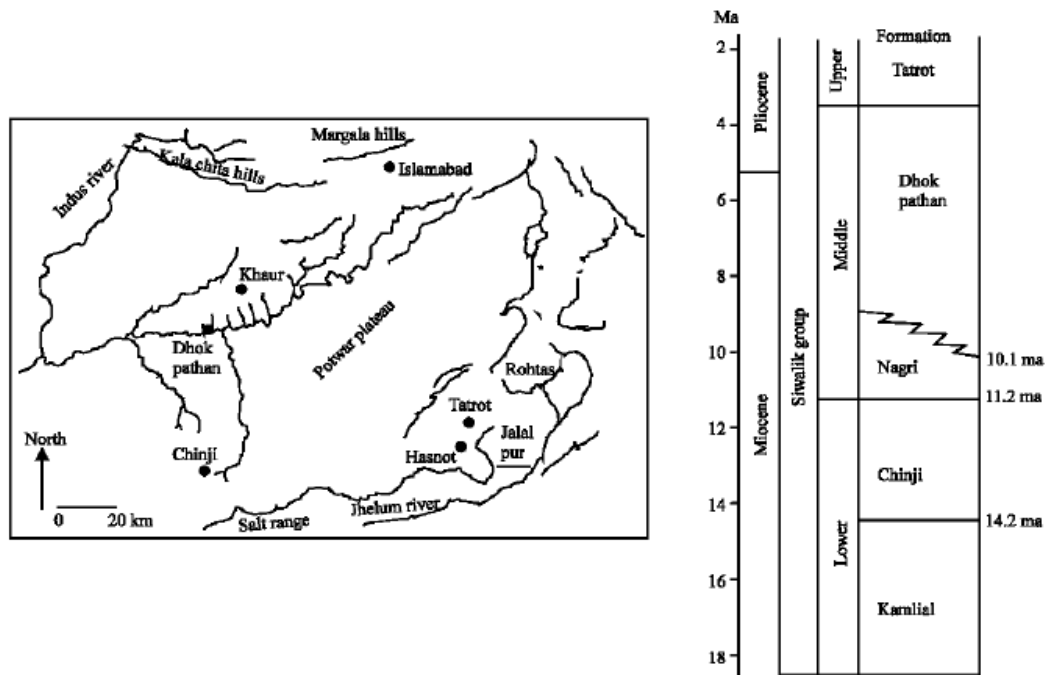 Margala hills
Islamabad
Kala chita hills
Indus river
Khaur
Dhok
pathan
Potwar plateau
Rohtas
Tatrot
Jalal
pur
Hasnot
Chinji
North
0 20 km
Salt range
Jhelum river
Ma
2
4
6
8
10
12
14
16
18
Pliocene
Miocene
Siwalik group
Upper
Middle
Lower
Formation
Tatrot
Dhok
pathan
Nagri
10.1 ma
11.2 ma
Chinji
14.2 ma
Kamlial